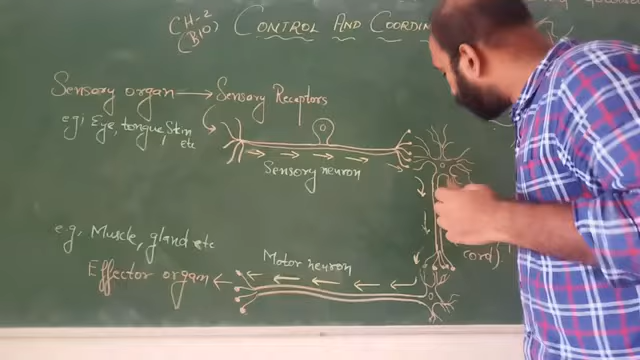 CH-2
(BIO)
CONTROL AND COORDIN
Sensory organ → Sensory Receptors
e.g; Eye, tongue, Skin, etc
Sensory neuron
e.g, Muscle, gland etc
Motor neuron
Effector organ
Cord)